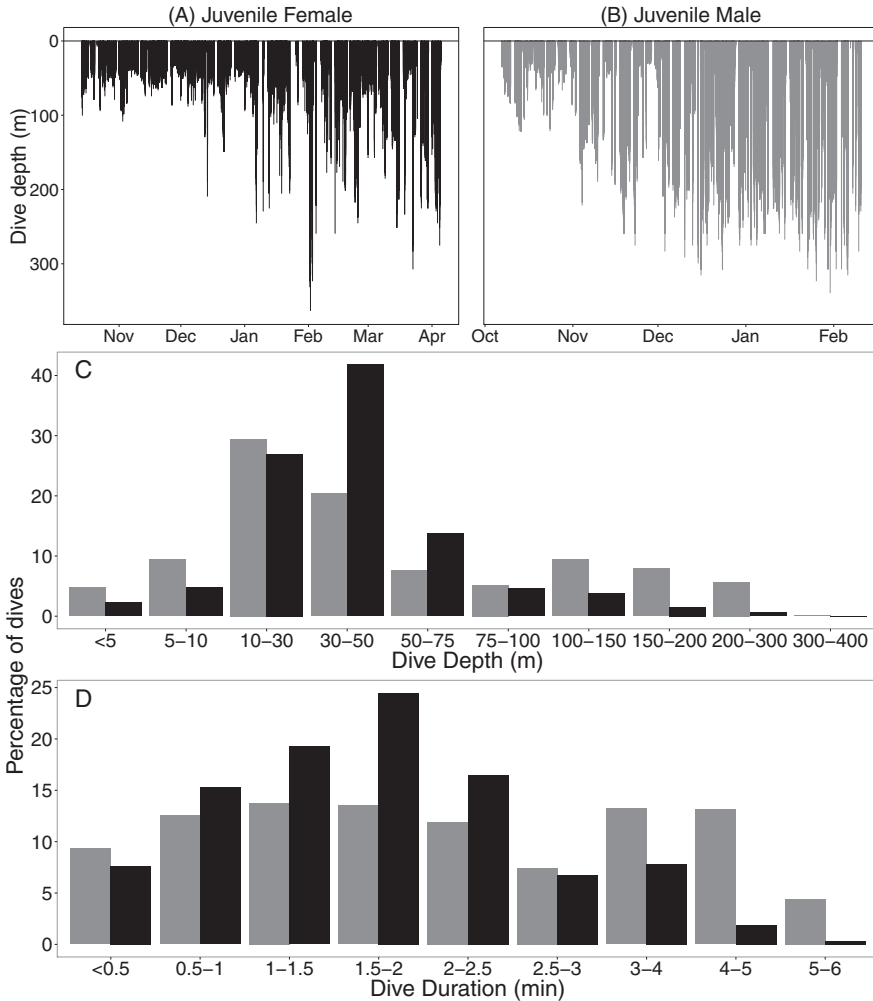 (A) Juvenile Female
(B) Juvenile Male
Dive depth (m)
0
100
200
300
Nov Dec Jan Feb Mar Apr
Oct Nov Dec Jan Feb
Percentage of dives
C
40
30
20
10
0
<5 5–10 10–30 30–50 50–75 75–100 100–150 150–200 200–300 300–400
Dive Depth (m)
D
25
20
15
10
5
0
<0.5 0.5–1 1–1.5 1.5–2 2–2.5 2.5–3 3–4 4–5 5–6
Dive Duration (min)